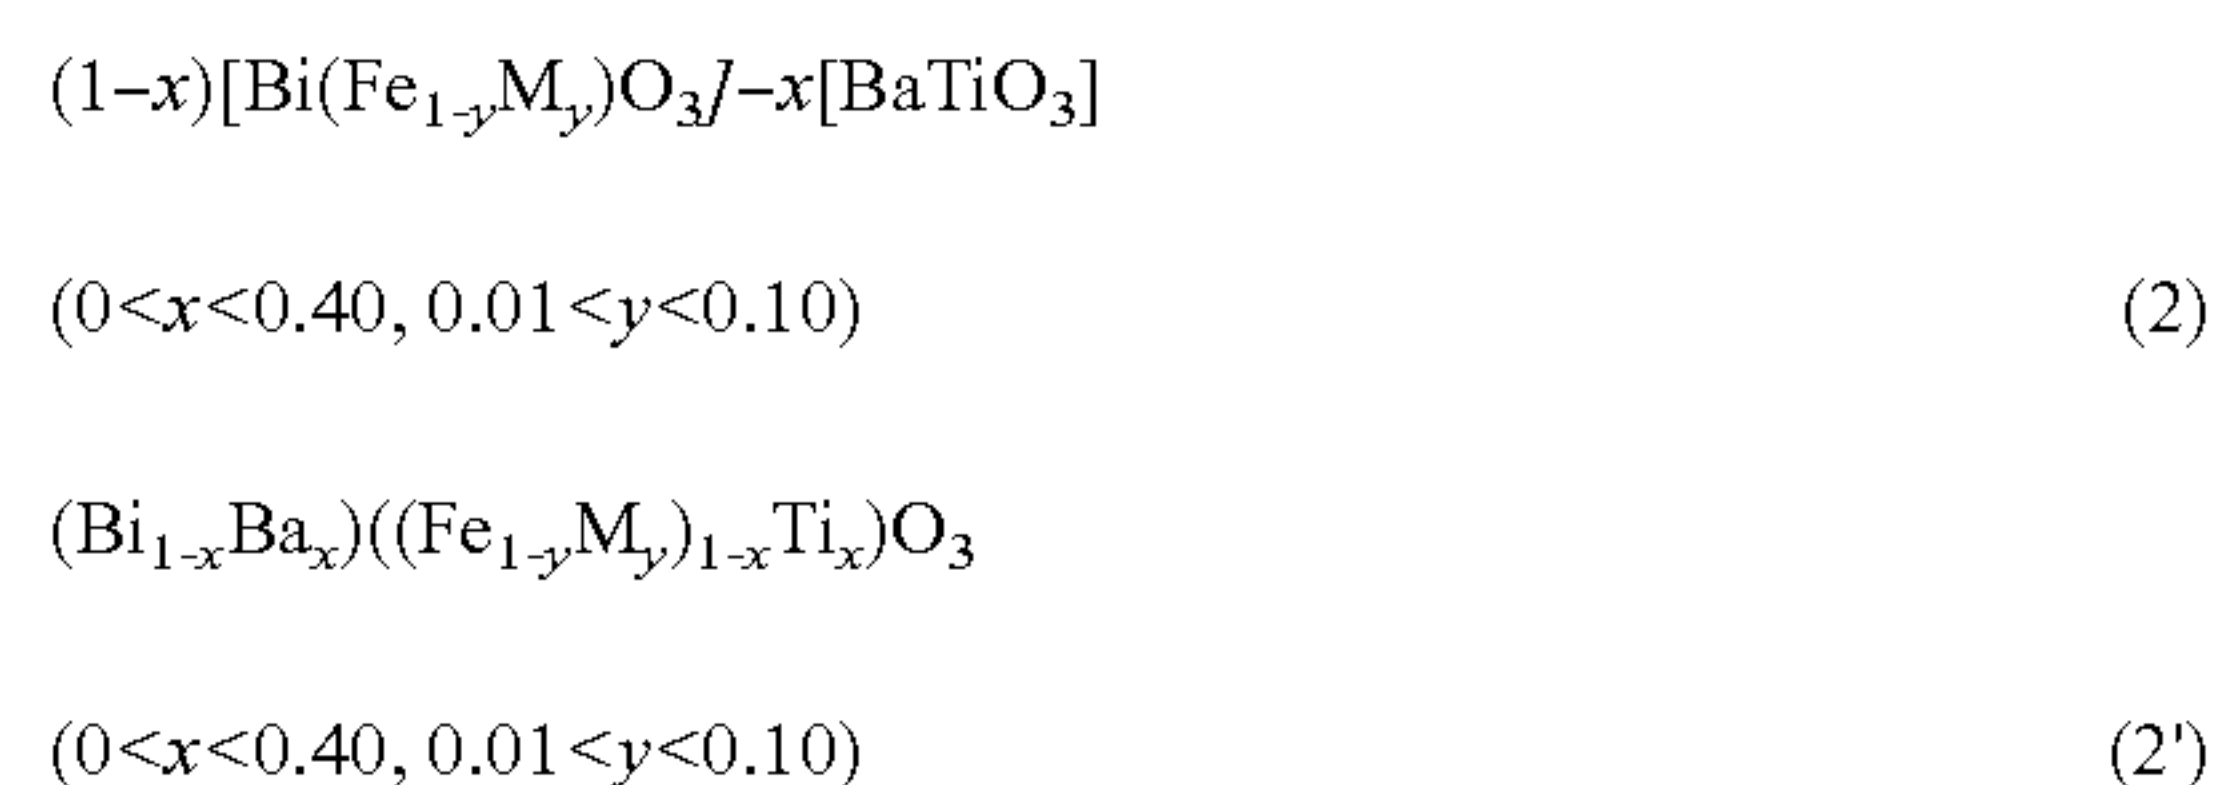 (1–x)[Bi(Fe₁₋yMy)O₃]–x[BaTiO₃]
(0<x<0.40, 0.01<y<0.10) (2)
(Bi₁₋ₓBaₓ)((Fe₁₋yMy)₁₋ₓTiₓ)O₃
(0<x<0.40, 0.01<y<0.10) (2')